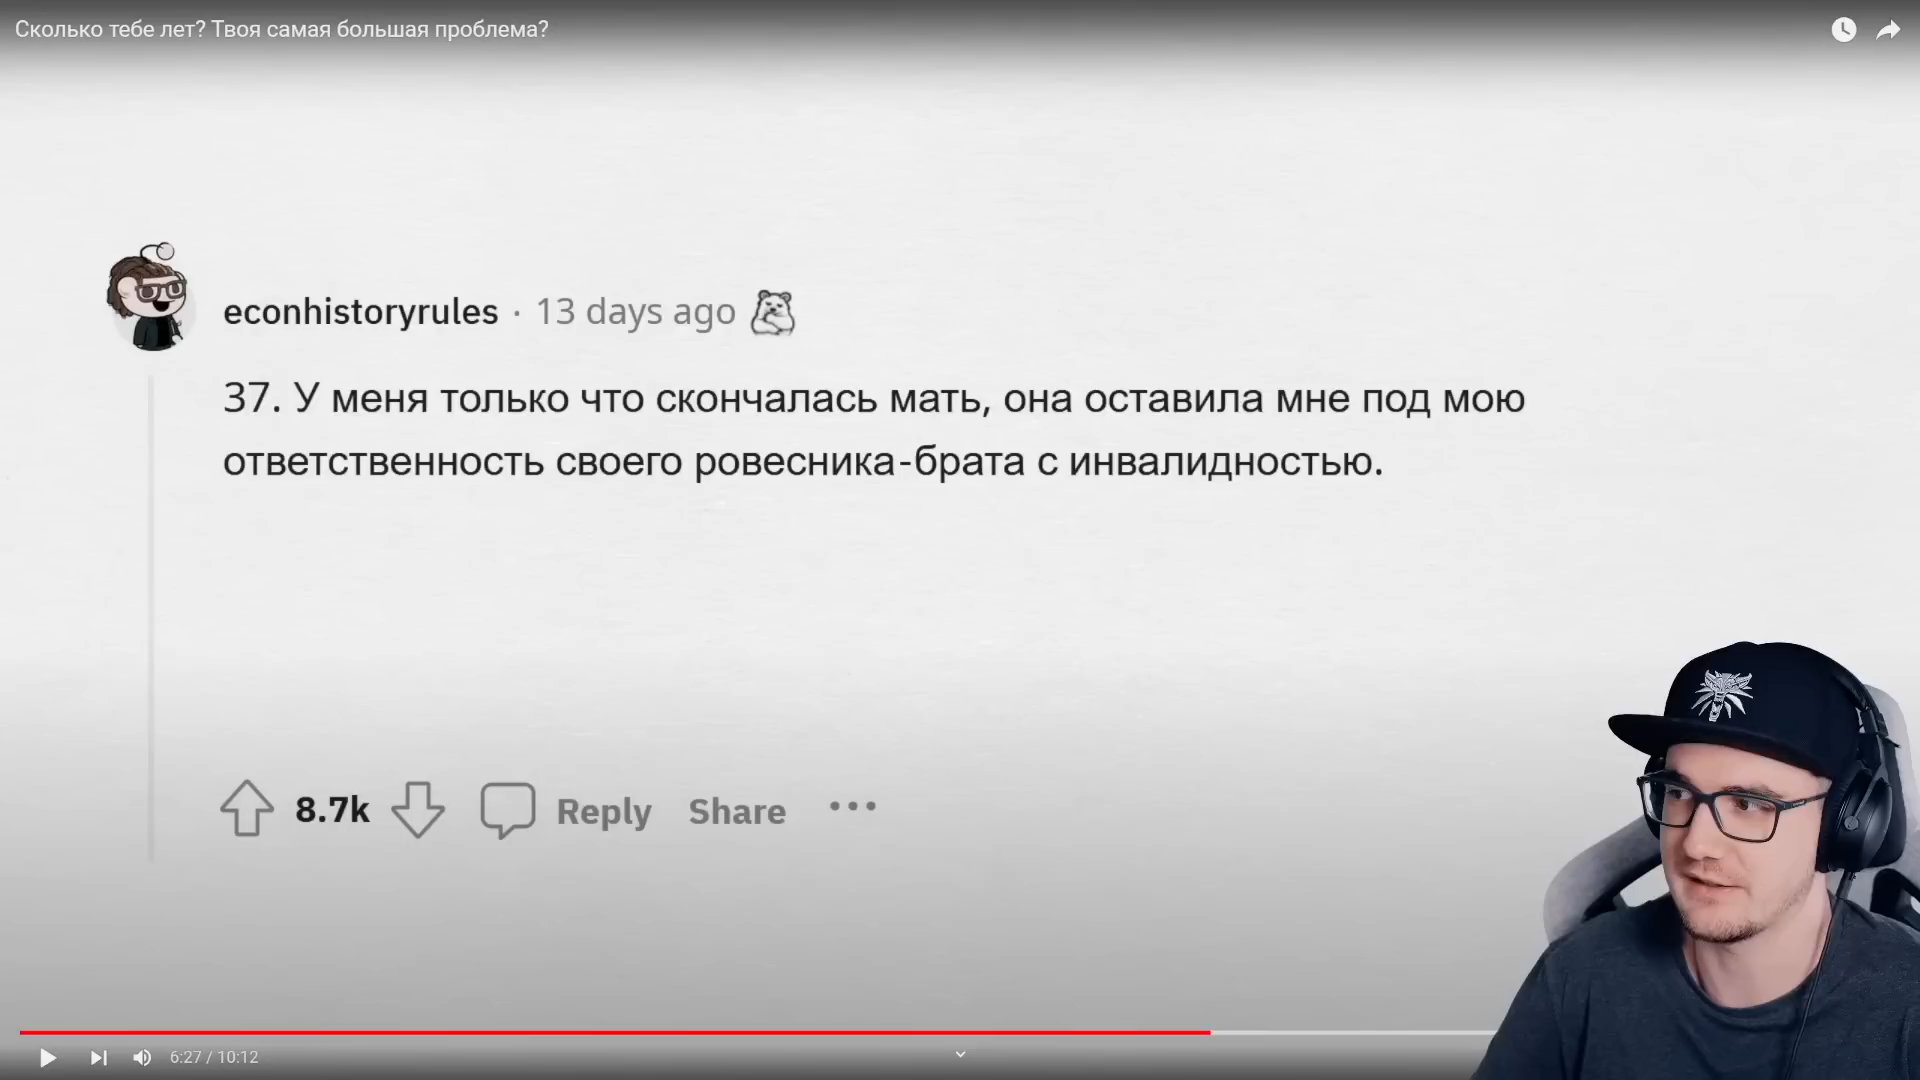 Сколько тебе лет? Твоя самая большая проблема?
econhistoryrules · 13 days ago
37. У меня только что скончалась мать, она оставила мне под мою
ответственность своего ровесника-брата с инвалидностью.
8.7k Reply Share ...
6:27 / 10:12